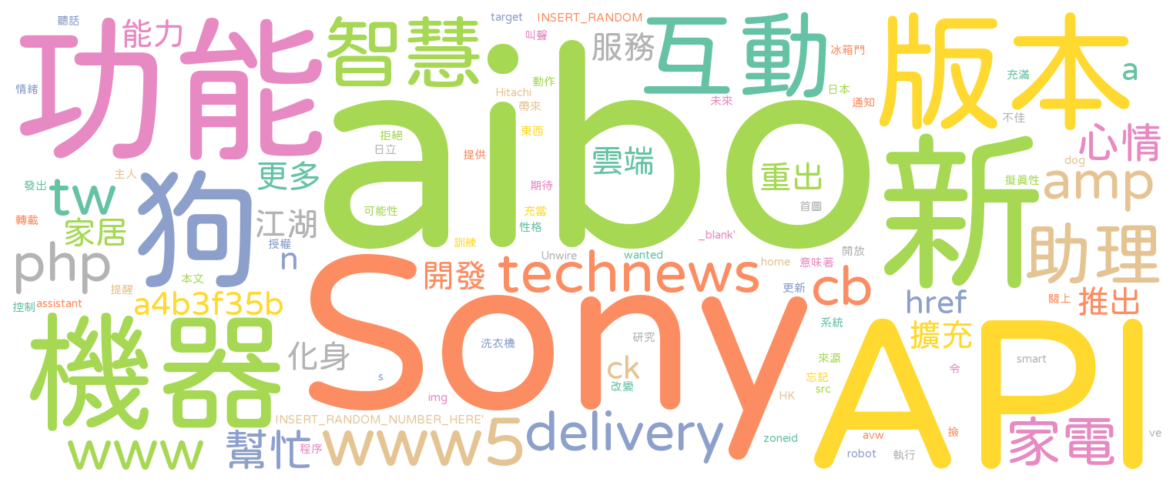 聽話
能力
target
INSERT_RANDOM
叫聲
功能
智慧
服務
互動
冰箱門
版本
充滿
a
情緒
aibo
Hitachi
動作
帶來
未來
日本
通知
不佳
拒絕
日立
東西
提供
雲端
重出
新
心情
dog
擬真性
amp
主人
更多
發出
tw
狗
期待
首圖
可能性
充當
性格
轉載
家居
江湖
授權
訓練
_blank'
開放
助理
php
n
Unwire
wanted
home
意味著
本文
提醒
開發
technews
cb
更新
href
關上
推出
控制
assistant
a4b3f35b
Sony
系統
擴充
API
機器
化身
洗衣機
研究
來源
smart
s
ck
改變
忘記
src
令
img
HK
INSERT_RANDOM_NUMBER_HERE'
www
幫忙
程序
www5
delivery
zoneid
avw
撿
家電
ve
robot
執行